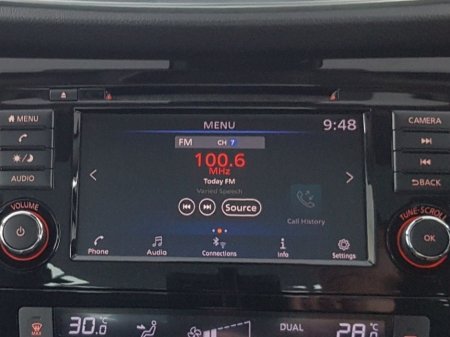 MENU
CAMERA
MENU 9:48
FM CH 7
100.6
MHz
Today FM
Varied Speech
Source
AUDIO
BACK
Call History
VOLUME
TUNE·SCROLL
OK
Phone Audio Connections Info Settings
MAX 30.0°C DUAL 28.0°C